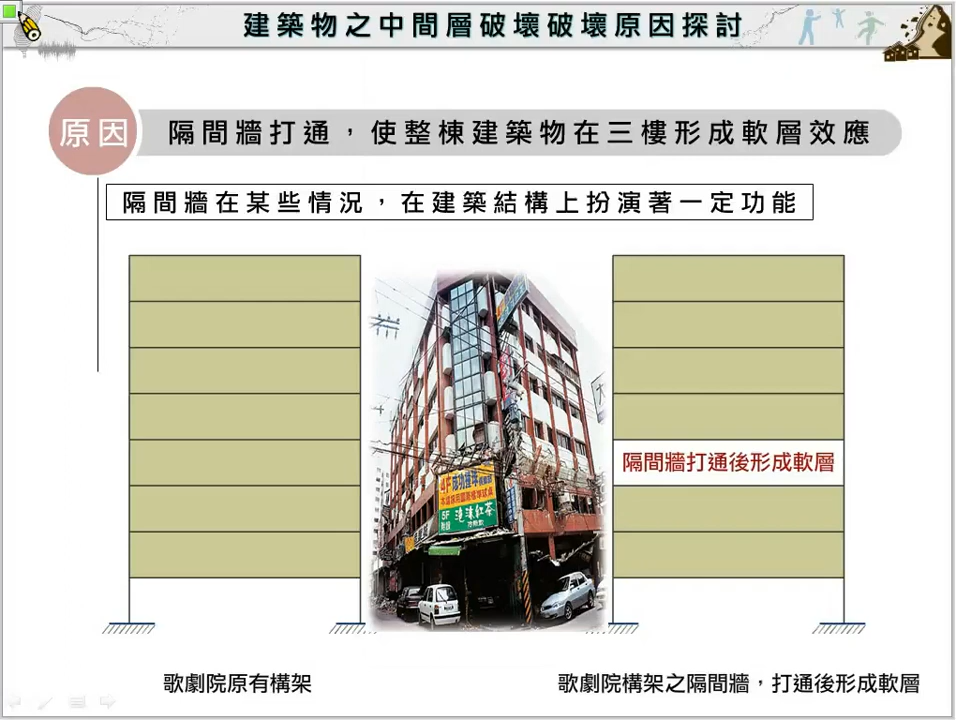 建築物之中間層破壞破壞原因探討
原因
隔間牆打通，使整棟建築物在三樓形成軟層效應
隔間牆在某些情況，在建築結構上扮演著一定功能
隔間牆打通後形成軟層
4F
5F
紅茶
歌劇院原有構架
歌劇院構架之隔間牆，打通後形成軟層